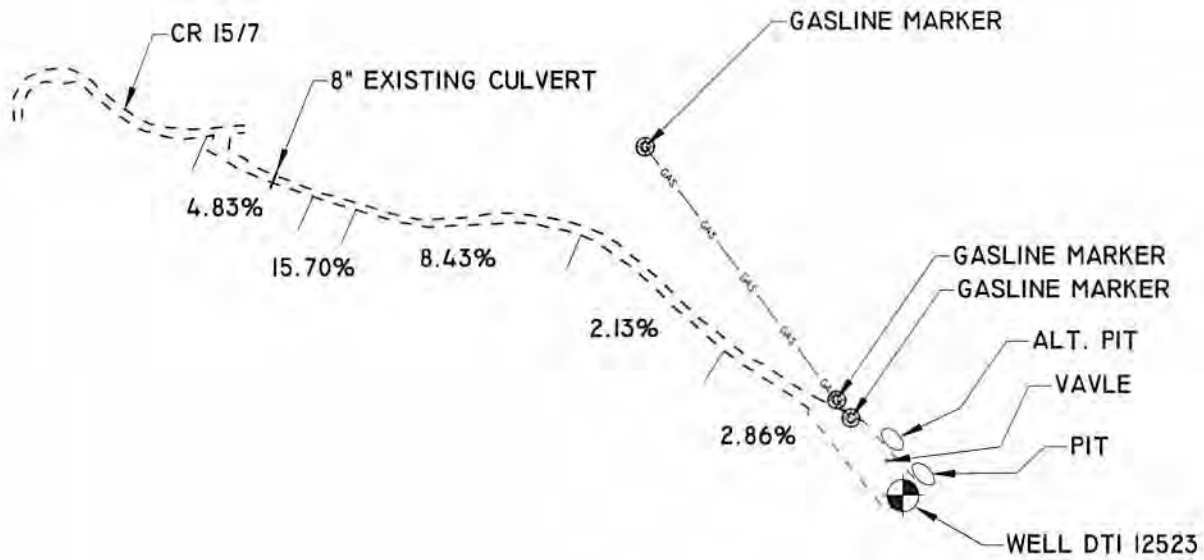 GASLINE MARKER
CR 15/7
8" EXISTING CULVERT
GAS
GAS
4.83%
GAS
15.70%
8.43%
GASLINE MARKER
GASLINE MARKER
GAS
2.13%
ALT. PIT
GAS
VAVLE
2.86%
PIT
WELL DTI 12523